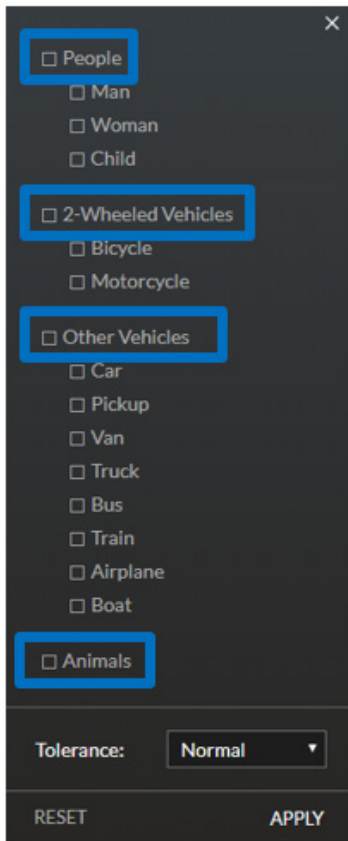 People
Man
Woman
Child
2-Wheeled Vehicles
Bicycle
Motorcycle
Other Vehicles
Car
Pickup
Van
Truck
Bus
Train
Airplane
Boat
Animals
Tolerance: Normal
RESET APPLY